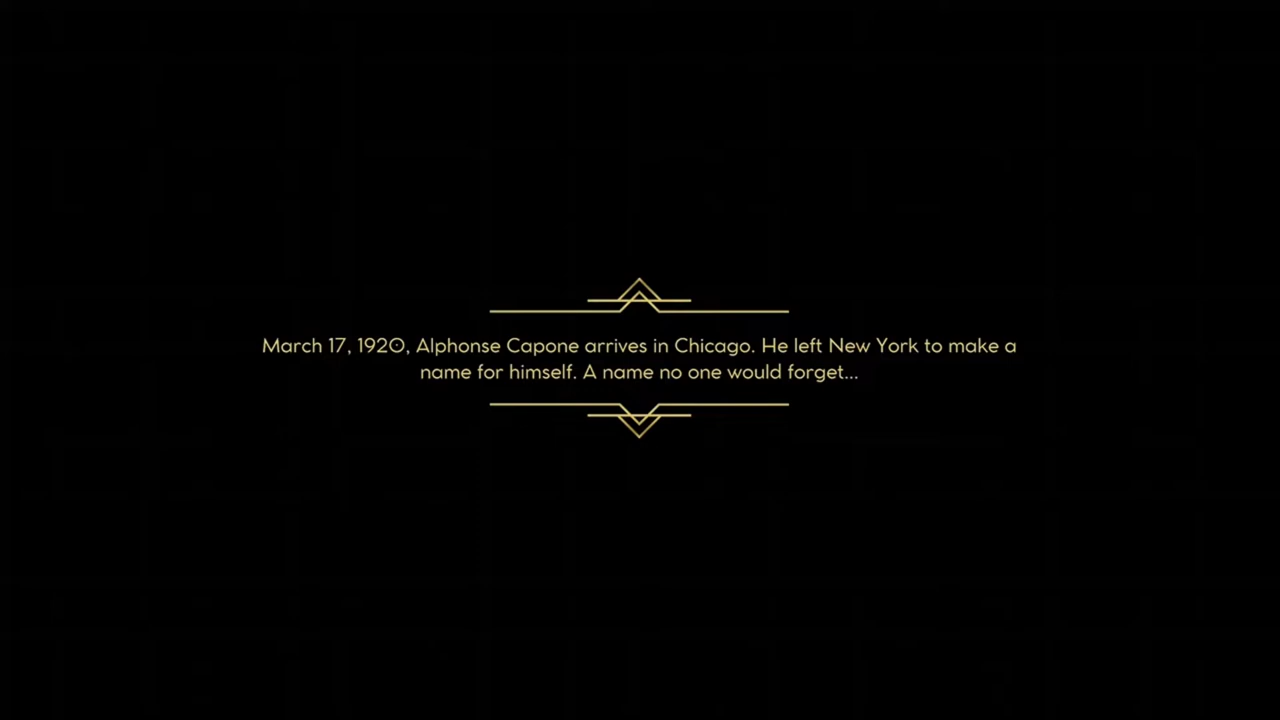 March 17, 1920, Alphonse Capone arrives in Chicago. He left New York to make a
name for himself. A name no one would forget...